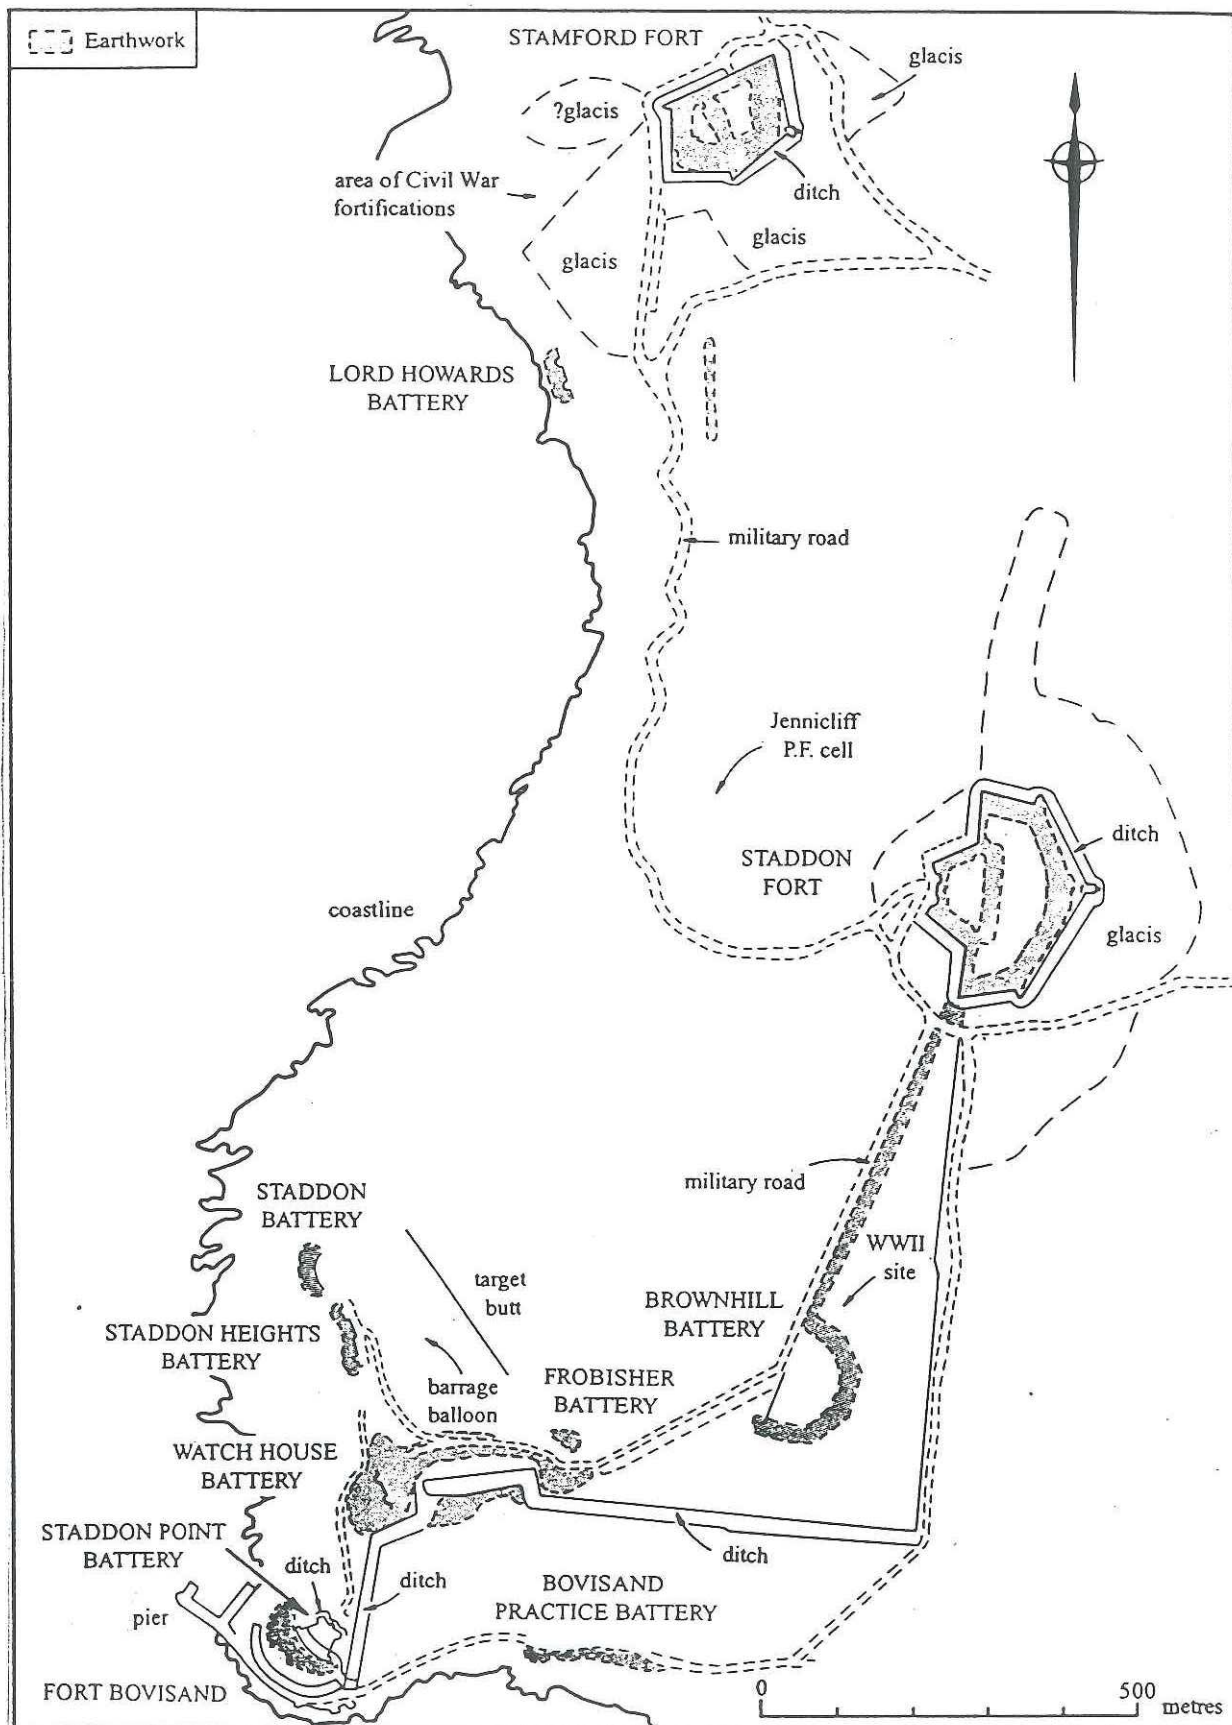 Earthwork
STAMFORD FORT
glacis
?glacis
area of Civil War
fortifications
ditch
glacis
glacis
LORD HOWARDS
BATTERY
military road
Jennicliff
P.F. cell
STADDON
FORT
ditch
coastline
glacis
military road
STADDON
BATTERY
target
butt
WWII
site
BROWNHILL
BATTERY
STADDON HEIGHTS
BATTERY
barrage
balloon
FROBISHER
BATTERY
WATCH HOUSE
BATTERY
STADDON POINT
BATTERY
ditch
ditch
ditch
BOVISAND
PRACTICE BATTERY
pier
FORT BOVISAND
0
500
metres